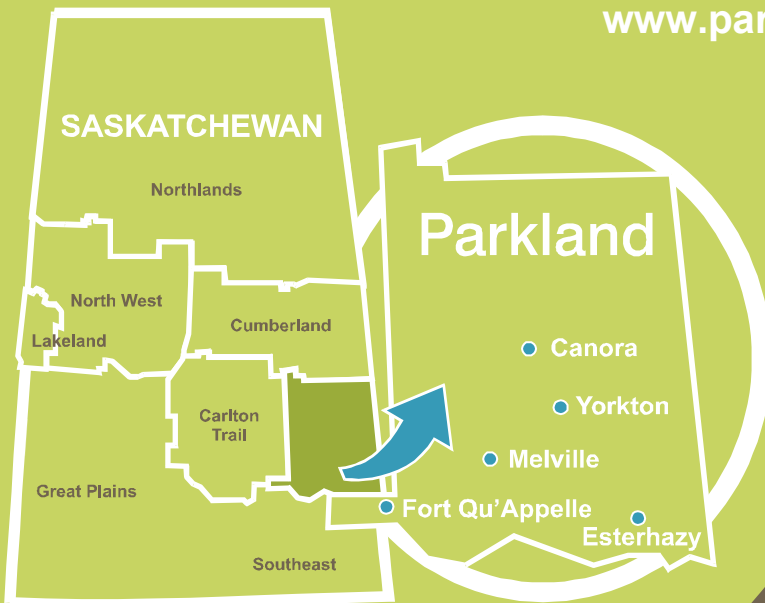 www.par
SASKATCHEWAN
Northlands
North West
Lakeland
Cumberland
Carlton
Trail
Great Plains
Southeast
Parkland
Canora
Yorkton
Melville
Fort Qu’Appelle
Esterhazy